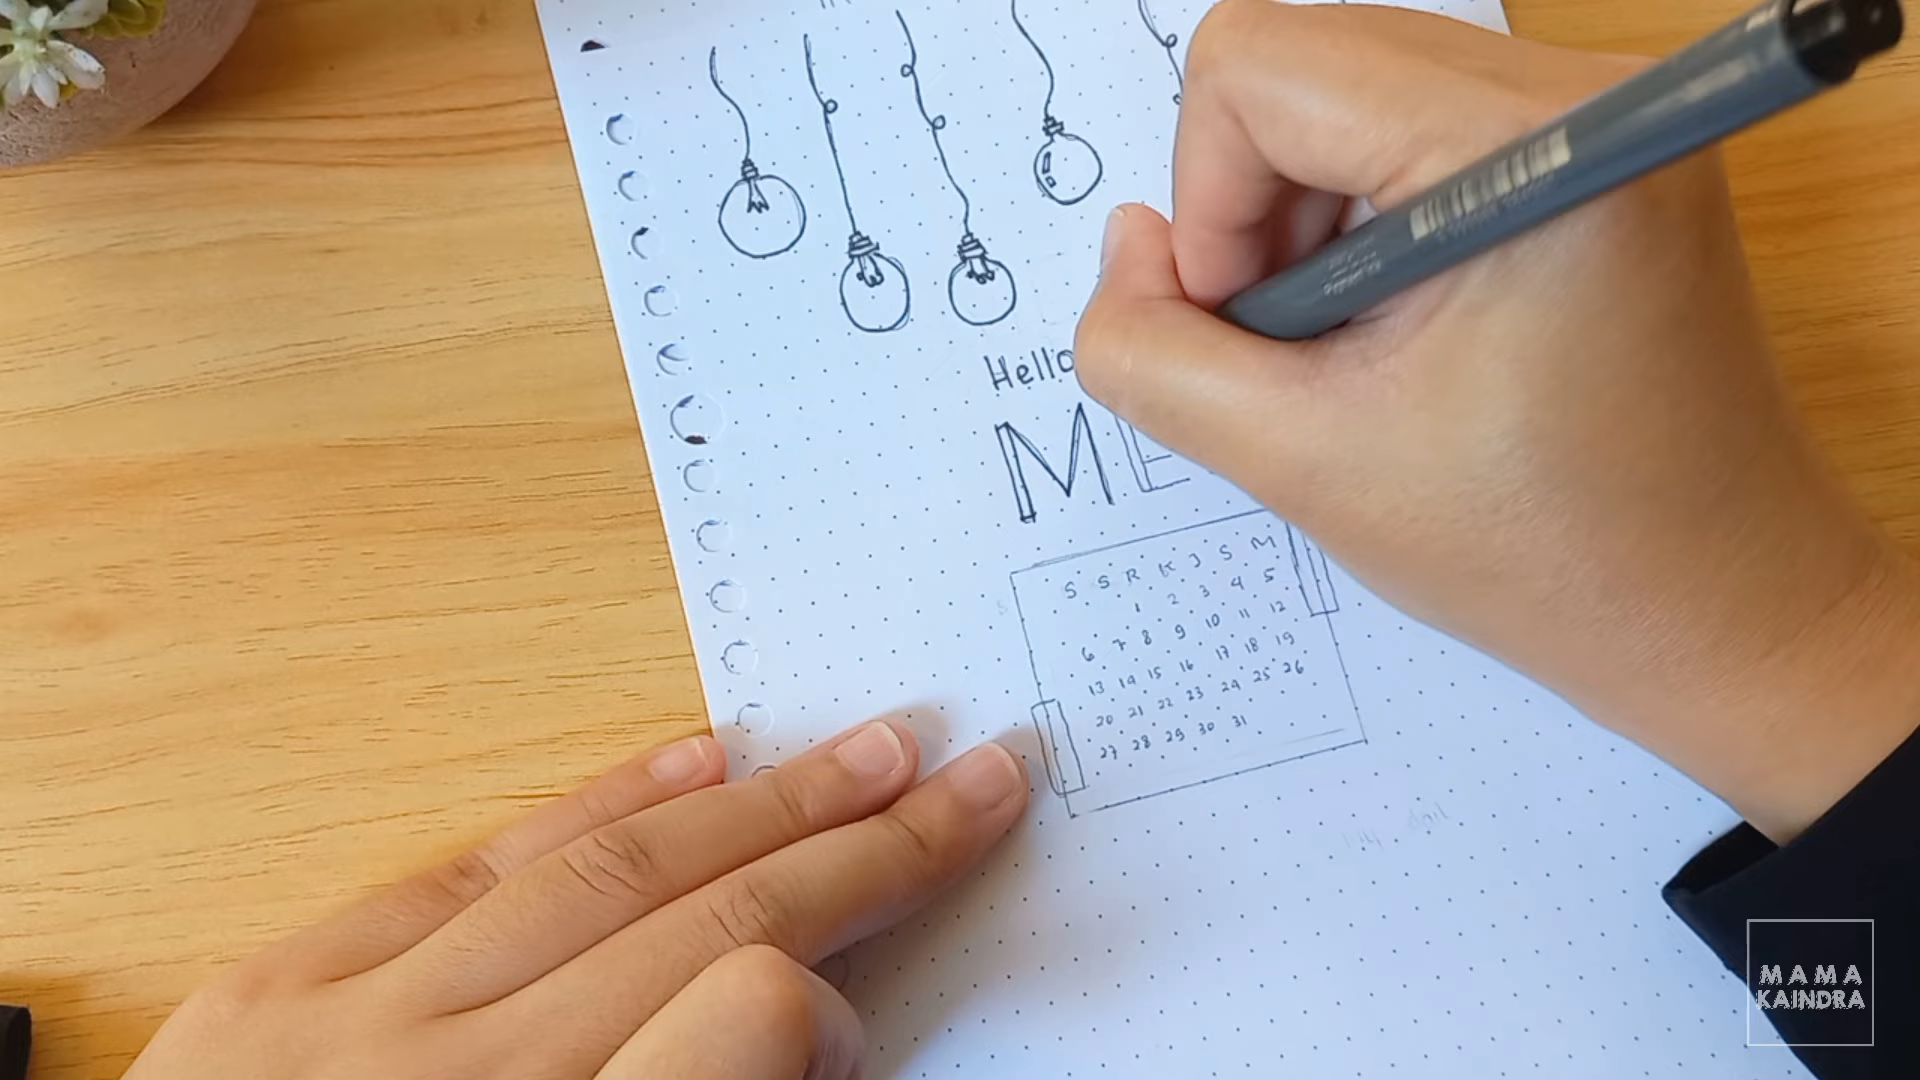 Hello
ME
S S R K J S M
1 2 3 4 5
6 7 8 9 10 11 12
13 14 15 16 17 18 19
20 21 22 23 24 25 26
27 28 29 30 31
MAMA
KAINDRA